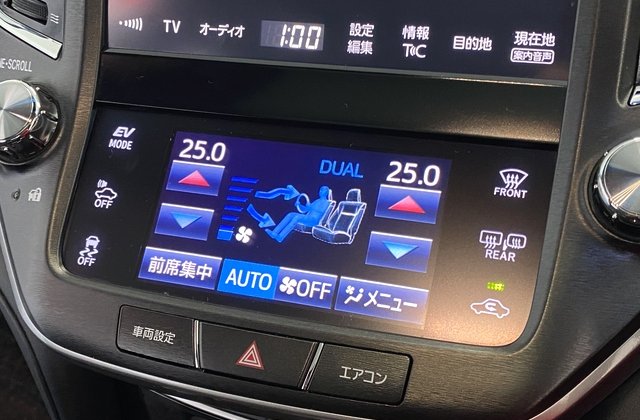 TV オーディオ 1:00 設定 情報 目的地 現在地
編集 T℃ 案内音声
NE•SCROLL
EV
MODE
25.0 DUAL 25.0
FRONT
OFF
REAR
OFF
前席集中 AUTO OFF メニュー
車両設定 エアコン